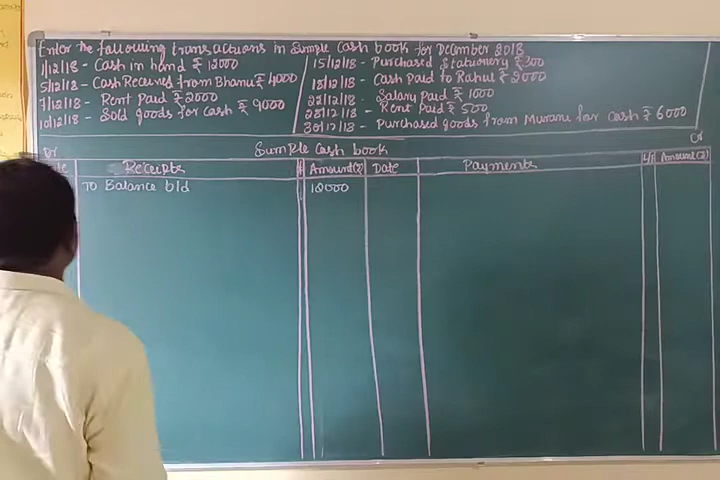 Enter the following transactions in Simple Cash book for December 2018
1/12/18 - Cash in hand ₹ 12000
5/12/18 - Cash Received from Bhanu ₹ 4000
7/12/18 - Rent Paid ₹ 2000
10/12/18 - Sold goods for cash ₹ 9000
15/12/18 - Purchased Stationery ₹ 300
18/12/18 - Cash Paid to Rahul ₹ 2000
22/12/18 - Salary Paid ₹ 1000
28/12/18 - Rent Paid ₹ 500
30/12/18 - Purchased goods from Murani for Cash ₹ 6000
Dr Simple Cash book Cr
Receipts Amount(₹) Date Payments L/F Amount(₹)
To Balance b/d 12000